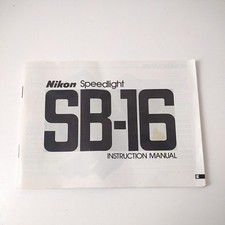 Nikon Speedlight
SB-16
INSTRUCTION MANUAL